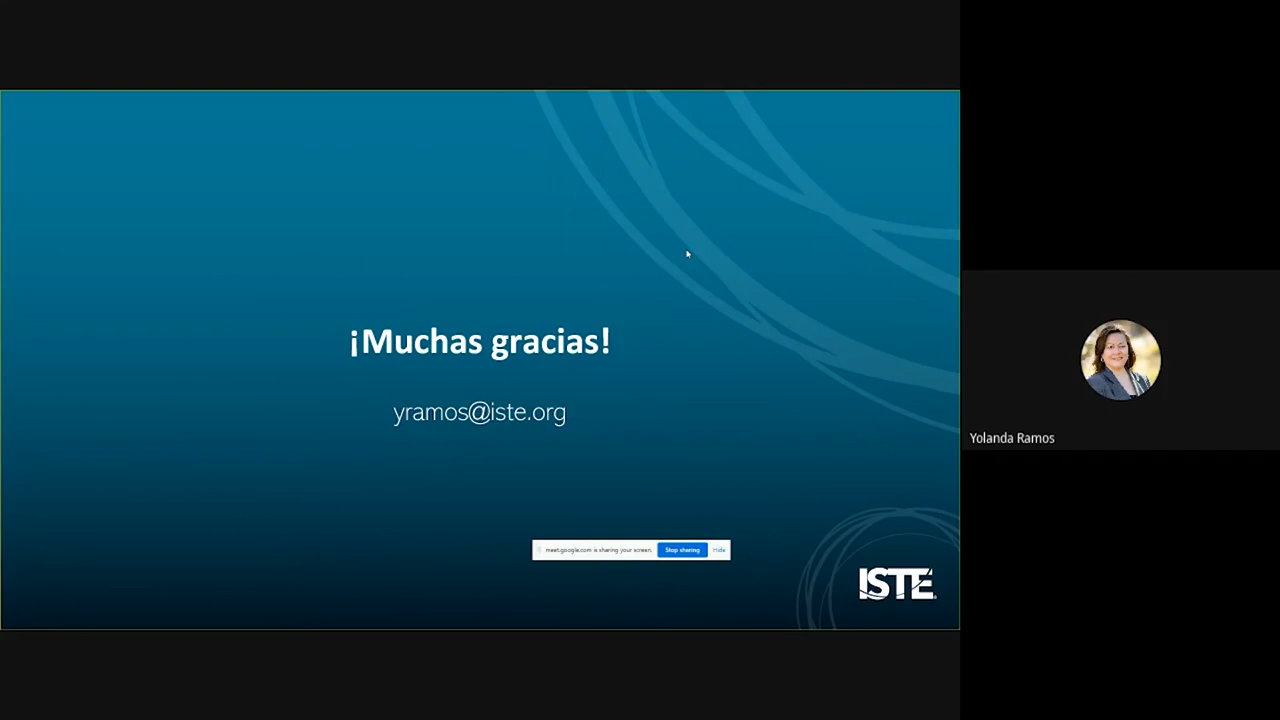 ¡Muchas gracias!
yramos@iste.org
meet.google.com is sharing your screen.
Stop sharing
Hide
ISTE
Yolanda Ramos